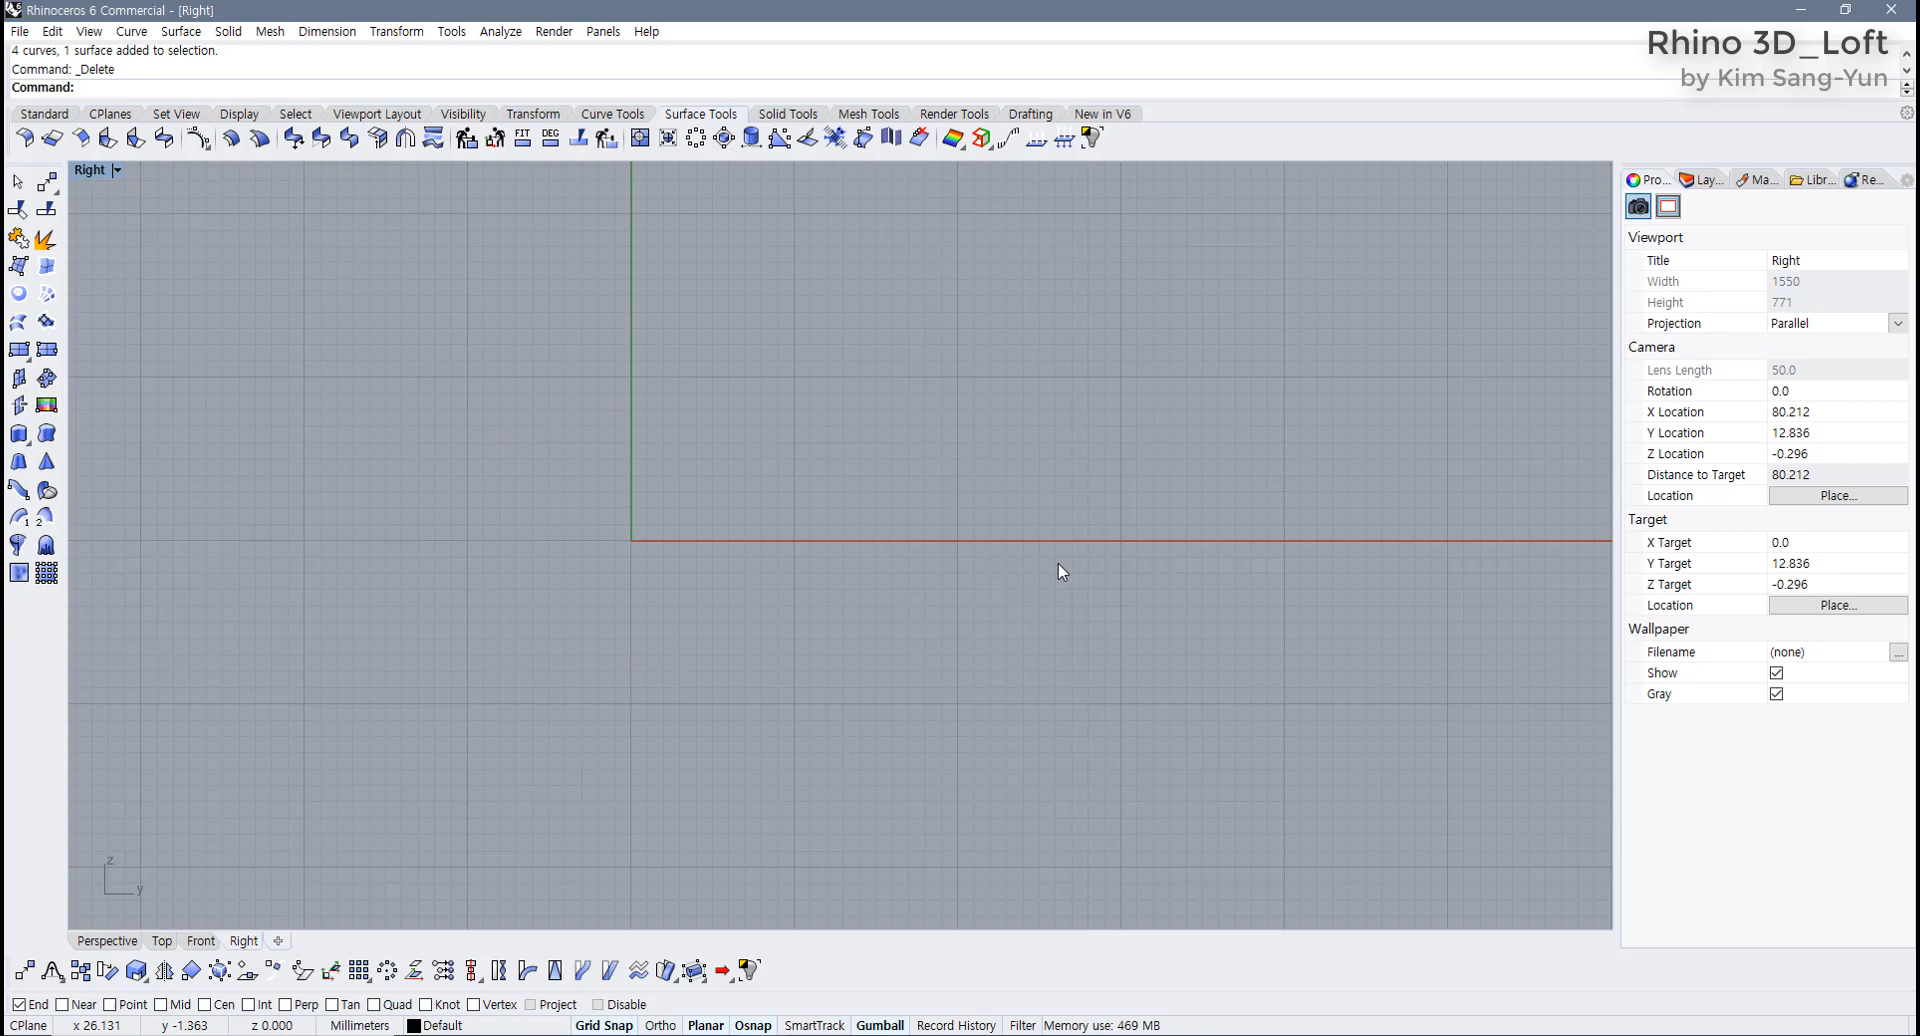 Rhinoceros 6 Commercial - [Right]
File Edit View Curve Surface Solid Mesh Dimension Transform Tools Analyze Render Panels Help
4 curves, 1 surface added to selection.
Command: _Delete
Command:
Rhino 3D_Loft
by Kim Sang-Yun
Standard CPlanes Set View Display Select Viewport Layout Visibility Transform Curve Tools Surface Tools Solid Tools Mesh Tools Render Tools Drafting New in V6
FIT DEG
Right
Pro... Lay... Ma... Libr... Re...
Viewport
Title Right
Width 1550
Height 771
Projection Parallel
Camera
Lens Length 50.0
Rotation 0.0
X Location 80.212
Y Location 12.836
Z Location -0.296
Distance to Target 80.212
Location Place...
Target
X Target 0.0
Y Target 12.836
Z Target -0.296
Location Place...
Wallpaper
Filename (none) ...
Show
Gray
1 2
z
y
Perspective Top Front Right
End Near Point Mid Cen Int Perp Tan Quad Knot Vertex Project Disable
CPlane x 26.131 y -1.363 z 0.000 Millimeters Default Grid Snap Ortho Planar Osnap SmartTrack Gumball Record History Filter Memory use: 469 MB